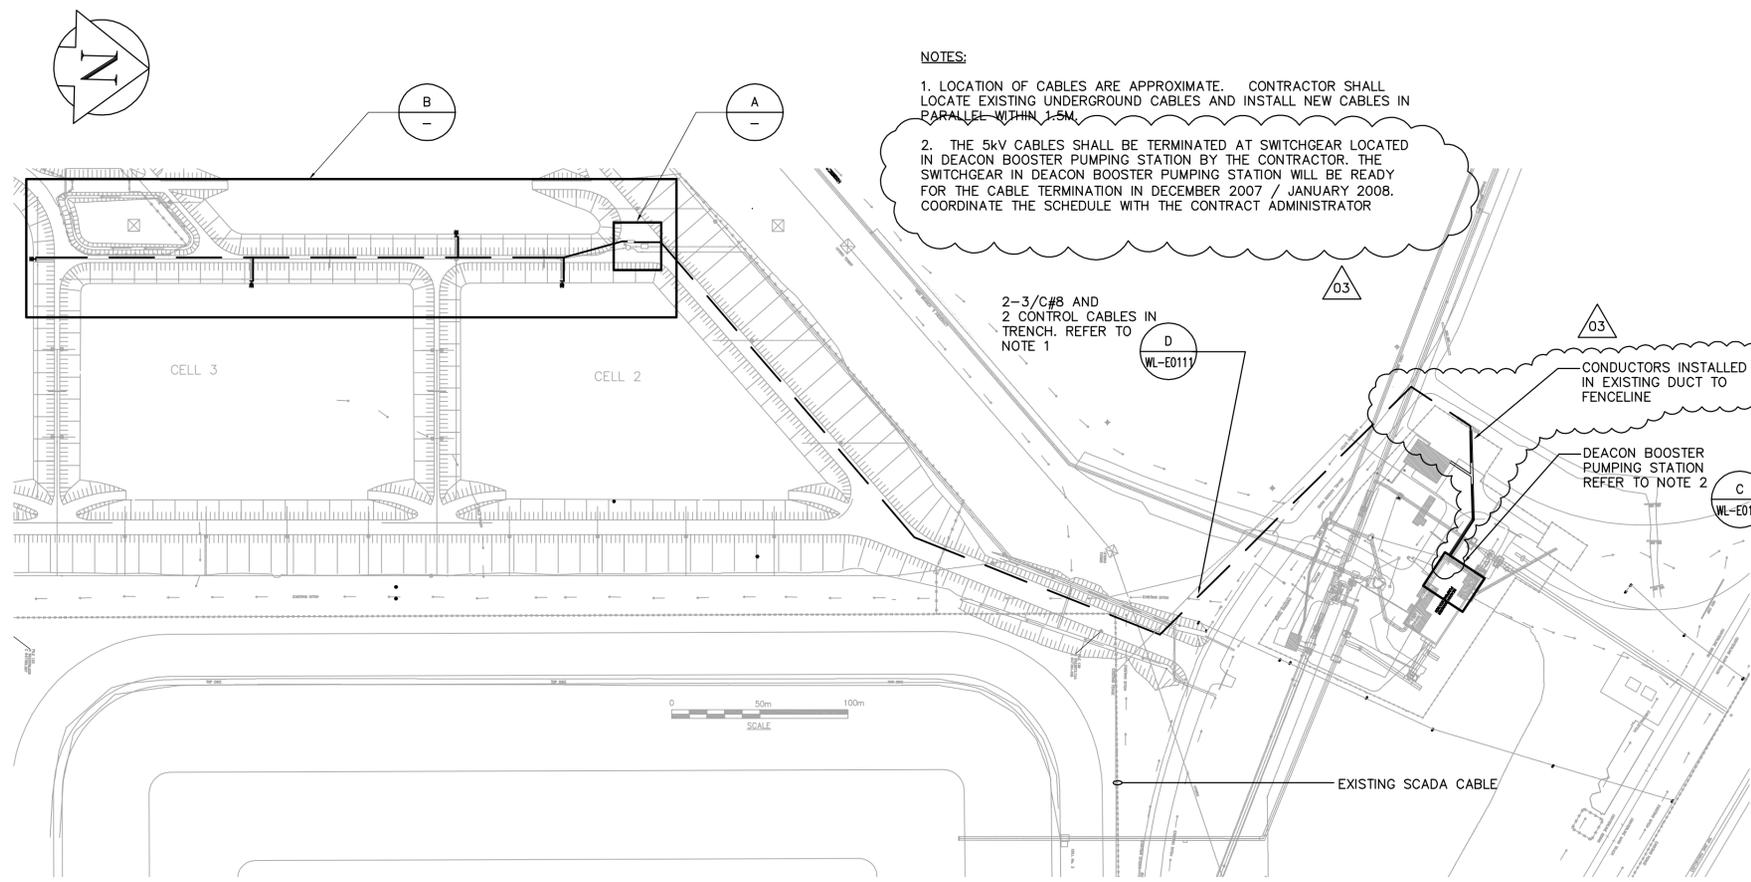 N
NOTES:
1. LOCATION OF CABLES ARE APPROXIMATE. CONTRACTOR SHALL
LOCATE EXISTING UNDERGROUND CABLES AND INSTALL NEW CABLES IN
PARALLEL WITHIN 1.5M.
2. THE 5kV CABLES SHALL BE TERMINATED AT SWITCHGEAR LOCATED
IN DEACON BOOSTER PUMPING STATION BY THE CONTRACTOR. THE
SWITCHGEAR IN DEACON BOOSTER PUMPING STATION WILL BE READY
FOR THE CABLE TERMINATION IN DECEMBER 2007 / JANUARY 2008.
COORDINATE THE SCHEDULE WITH THE CONTRACT ADMINISTRATOR
B
–
A
–
03
2-3/C#8 AND
2 CONTROL CABLES IN
TRENCH. REFER TO
NOTE 1
D
WL-E0111
03
CONDUCTORS INSTALLED
IN EXISTING DUCT TO
FENCELINE
CELL 3
CELL 2
DEACON BOOSTER
PUMPING STATION
REFER TO NOTE 2
C
WL-E01
0 50m 100m
SCALE
EXISTING SCADA CABLE